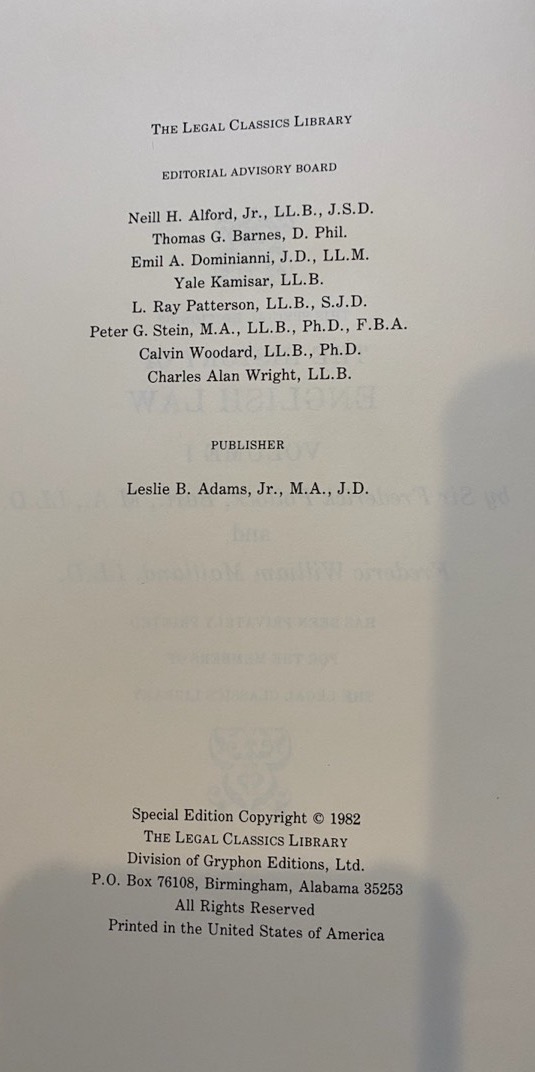 THE LEGAL CLASSICS LIBRARY
EDITORIAL ADVISORY BOARD
Neill H. Alford, Jr., LL.B., J.S.D.
Thomas G. Barnes, D. Phil.
Emil A. Dominianni, J.D., LL.M.
Yale Kamisar, LL.B.
L. Ray Patterson, LL.B., S.J.D.
Peter G. Stein, M.A., LL.B., Ph.D., F.B.A.
Calvin Woodard, LL.B., Ph.D.
Charles Alan Wright, LL.B.
PUBLISHER
Leslie B. Adams, Jr., M.A., J.D.
Special Edition Copyright © 1982
THE LEGAL CLASSICS LIBRARY
Division of Gryphon Editions, Ltd.
P.O. Box 76108, Birmingham, Alabama 35253
All Rights Reserved
Printed in the United States of America